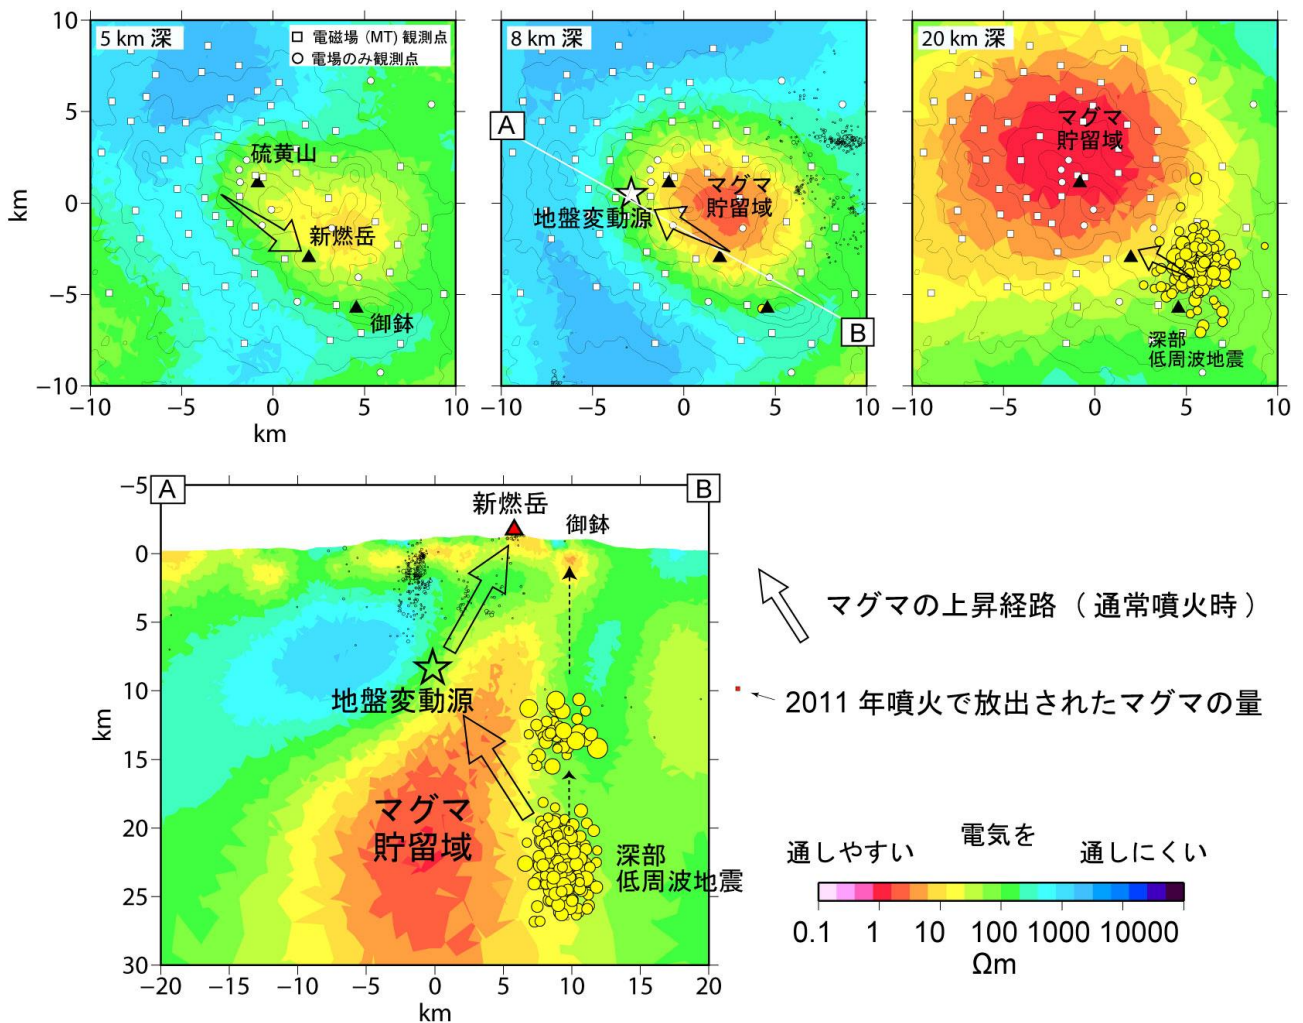 5 km 深
電磁場 (MT) 観測点
電場のみ観測点
8 km 深
20 km 深
10
5
0
−5
−10
km
硫黄山
新燃岳
御鉢
A
マグマ
貯留域
地盤変動源
B
マグマ
貯留域
深部
低周波地震
−10
−5
0
5
10
km
−10
−5
0
5
10
km
−10
−5
0
5
10
km
−5
A
B
新燃岳
御鉢
0
5
10
15
20
25
30
km
地盤変動源
マグマ
貯留域
深部
低周波地震
−20
−15
−10
−5
0
5
10
15
20
km
マグマの上昇経路 ( 通常噴火時 )
2011 年噴火で放出されたマグマの量
電気を
通しやすい
通しにくい
0.1
1
10
100
1000
10000
Ωm